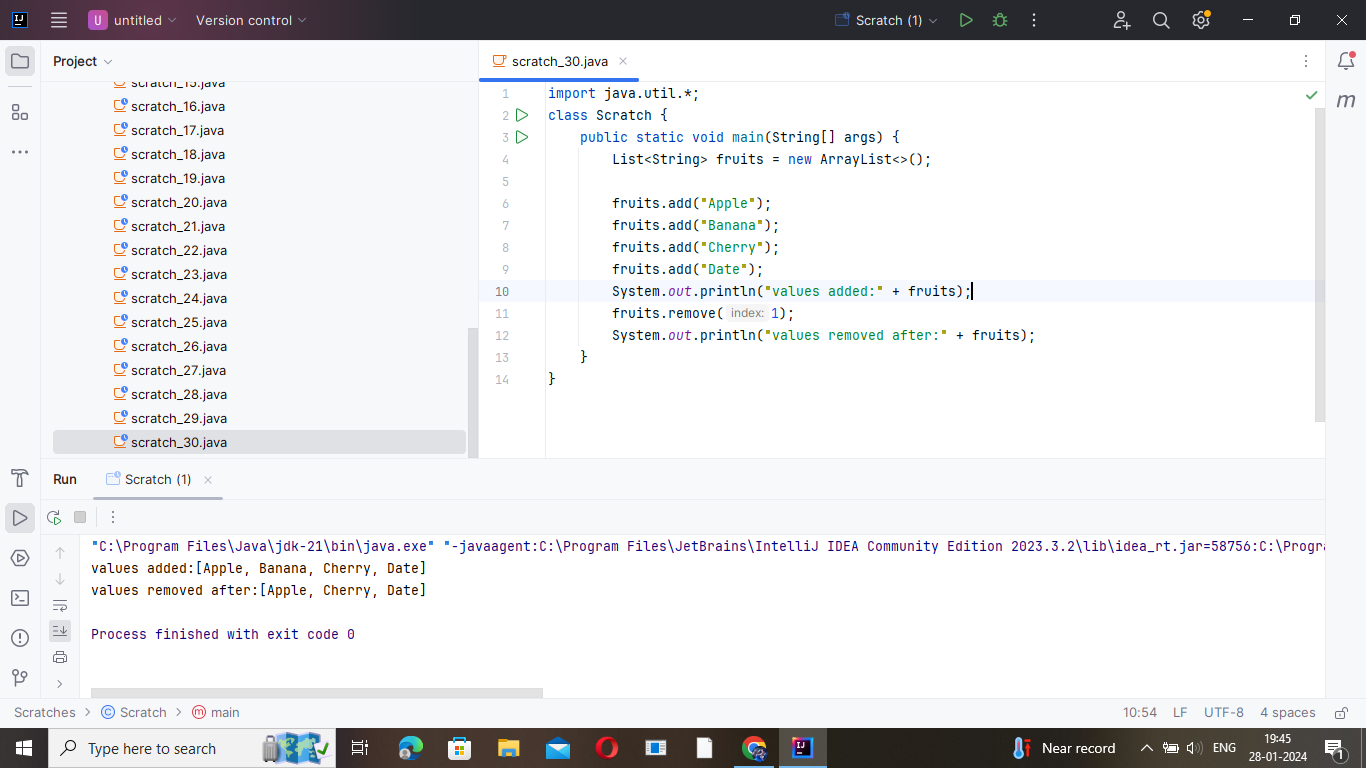 U untitled Version control Scratch (1)
Project
scratch_30.java
scratch_15.java
scratch_16.java
scratch_17.java
scratch_18.java
scratch_19.java
scratch_20.java
scratch_21.java
scratch_22.java
scratch_23.java
scratch_24.java
scratch_25.java
scratch_26.java
scratch_27.java
scratch_28.java
scratch_29.java
scratch_30.java
1 import java.util.*;
2 class Scratch {
3 public static void main(String[] args) {
4 List<String> fruits = new ArrayList<>();
5
6 fruits.add("Apple");
7 fruits.add("Banana");
8 fruits.add("Cherry");
9 fruits.add("Date");
10 System.out.println("values added:" + fruits);
11 fruits.remove( index: 1);
12 System.out.println("values removed after:" + fruits);
13 }
14 }
m
Run Scratch (1)
"C:\Program Files\Java\jdk-21\bin\java.exe" "-javaagent:C:\Program Files\JetBrains\IntelliJ IDEA Community Edition 2023.3.2\lib\idea_rt.jar=58756:C:\Progra
values added:[Apple, Banana, Cherry, Date]
values removed after:[Apple, Cherry, Date]
Process finished with exit code 0
Scratches > Scratch > main 10:54 LF UTF-8 4 spaces
Type here to search
Near record
ENG
19:45
28-01-2024
1